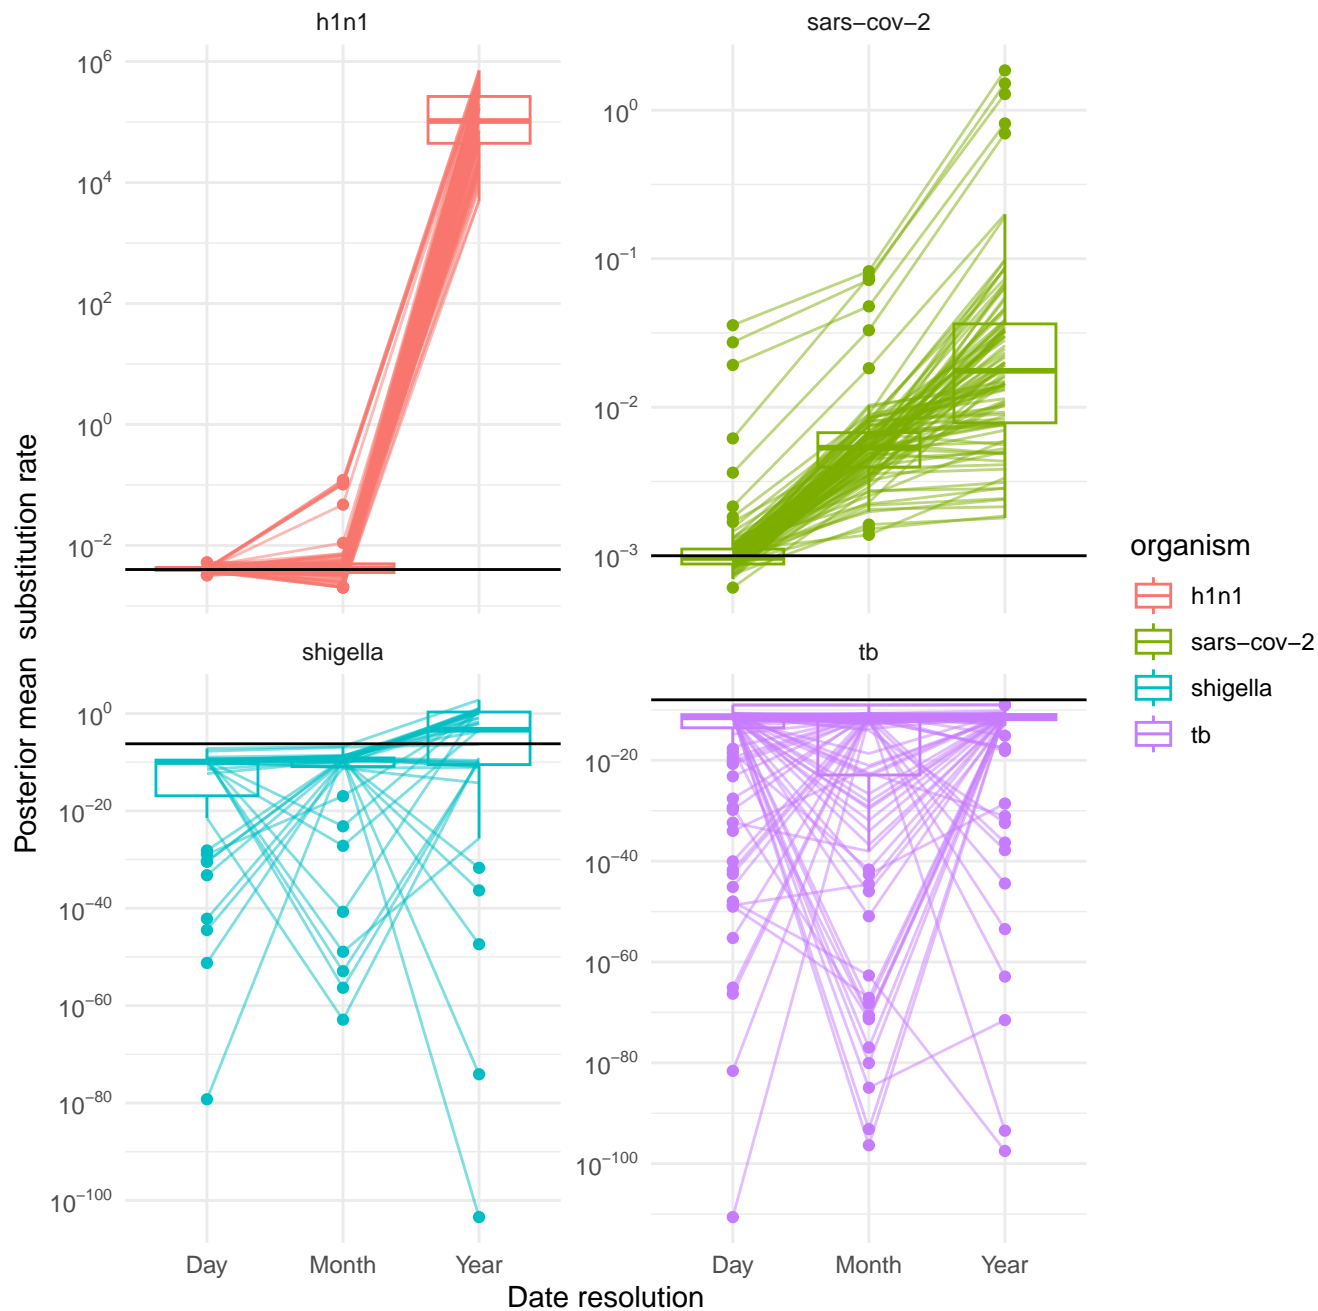 h1n1
sars−cov−2
10^6
10^4
10^2
10^0
10^−2
10^0
10^−1
10^−2
10^−3
shigella
tb
10^0
10^−20
10^−40
10^−60
10^−80
10^−100
10^−20
10^−40
10^−60
10^−80
10^−100
Day
Month
Year
Day
Month
Year
Date resolution
Posterior mean  substitution rate
organism
h1n1
sars−cov−2
shigella
tb